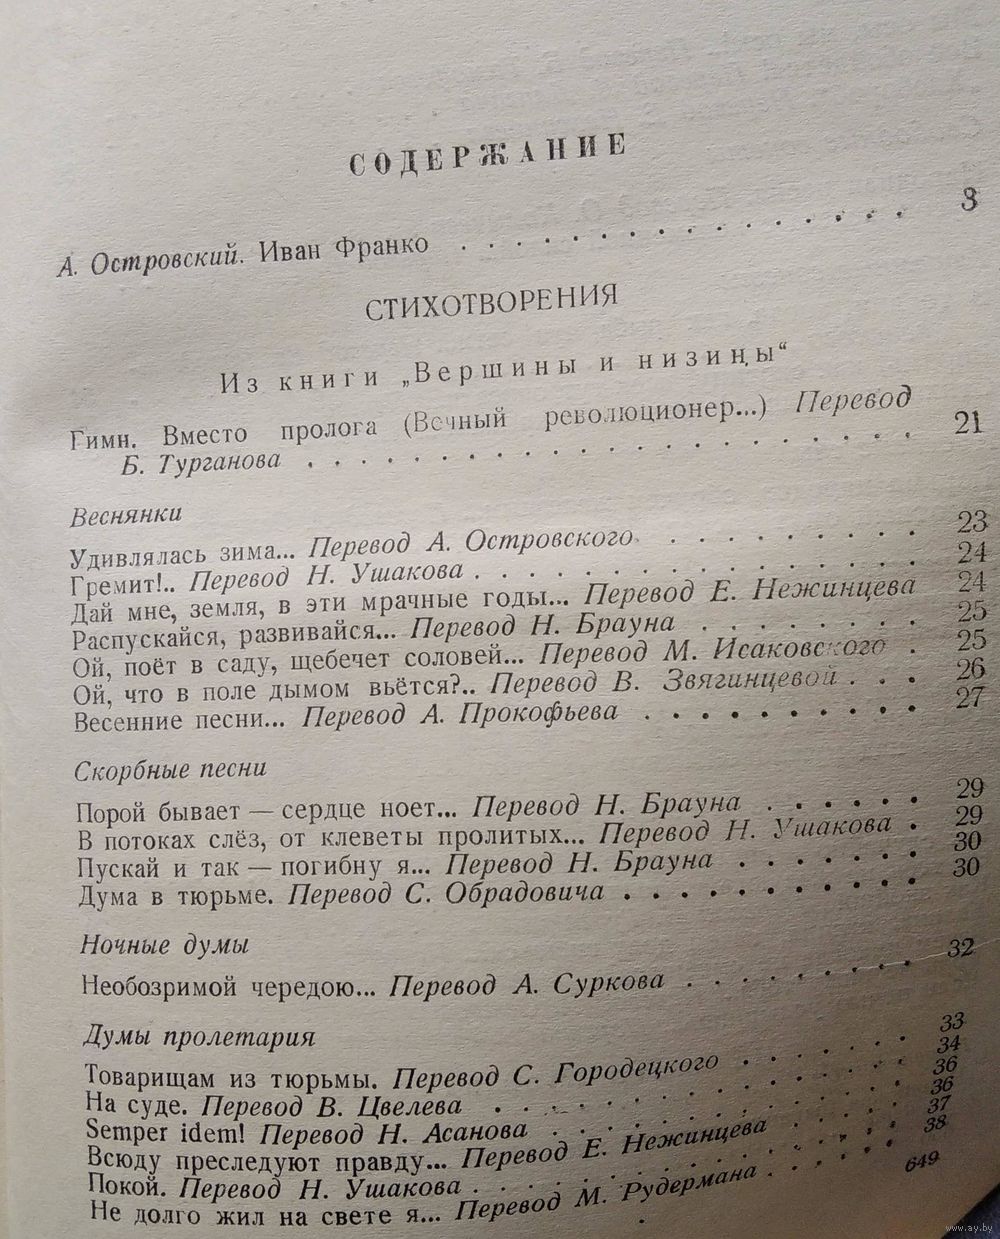 СОДЕРЖАНИЕ
А. Островский. Иван Франко . . . . . . . . . . . . . . . . 3
СТИХОТВОРЕНИЯ
Из книги „Вершины и низины“
Гимн. Вместо пролога (Вечный революционер...) Перевод
Б. Турганова . . . . . . . . . . . . . . . . . . . . . . 21
Веснянки
Удивлялась зима... Перевод А. Островского . . . . . . . . . 23
Гремит!.. Перевод Н. Ушакова . . . . . . . . . . . . . . . . 24
Дай мне, земля, в эти мрачные годы... Перевод Е. Нежинцева 24
Распускайся, развивайся... Перевод Н. Брауна . . . . . . . . 25
Ой, поёт в саду, щебечет соловей... Перевод М. Исаковского . 25
Ой, что в поле дымом вьётся?.. Перевод В. Звягинцевой . . . 26
Весенние песни... Перевод А. Прокофьева . . . . . . . . . . 27
Скорбные песни
Порой бывает — сердце ноет... Перевод Н. Брауна . . . . . . 29
В потоках слёз, от клеветы пролитых... Перевод Н. Ушакова . 29
Пускай и так — погибну я... Перевод Н. Брауна . . . . . . . 30
Дума в тюрьме. Перевод С. Обрадовича . . . . . . . . . . . 30
Ночные думы
Необозримой чередою... Перевод А. Суркова . . . . . . . . . 32
Думы пролетария
Товарищам из тюрьмы. Перевод С. Городецкого . . . . . . . 33
На суде. Перевод В. Цвелева . . . . . . . . . . . . . . . . 34
Semper idem! Перевод Н. Асанова . . . . . . . . . . . . . . 36
Всюду преследуют правду... Перевод Е. Нежинцева . . . . . 36
Покой. Перевод Н. Ушакова . . . . . . . . . . . . . . . . . 37
Не долго жил на свете я... Перевод М. Рудермана . . . . . . 38
649
www.ay.by